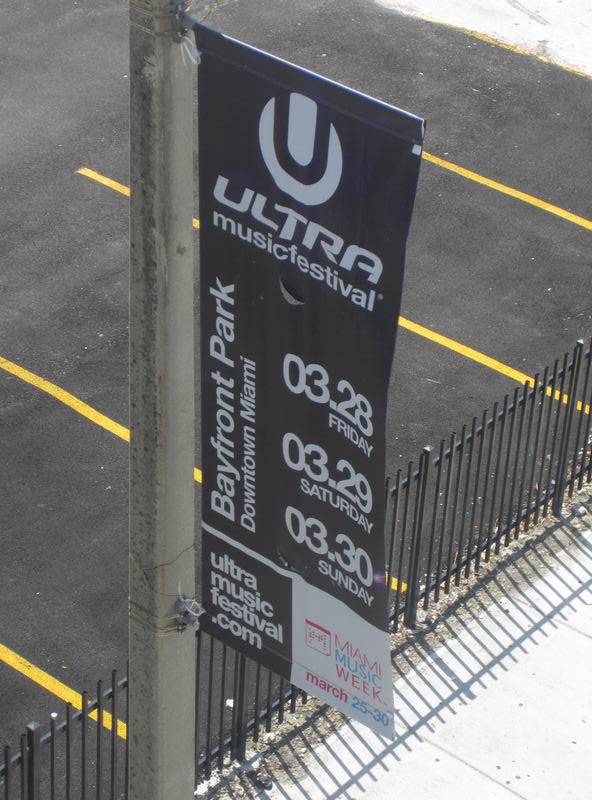 ULTRA
musicfestival®
Bayfront Park
Downtown Miami
03.28
FRIDAY
03.29
SATURDAY
03.30
SUNDAY
ultra
music
festival
.com
MIAMI
MUSIC
WEEK
march 25-30